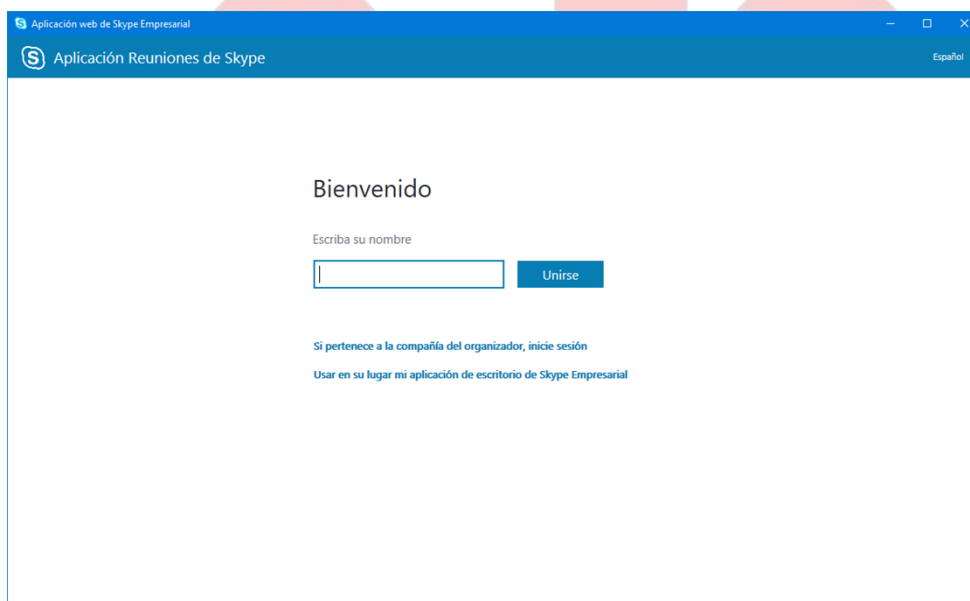 Aplicación web de Skype Empresarial
Aplicación Reuniones de Skype
Español
Bienvenido
Escriba su nombre
Unirse
Si pertenece a la compañía del organizador, inicie sesión
Usar en su lugar mi aplicación de escritorio de Skype Empresarial